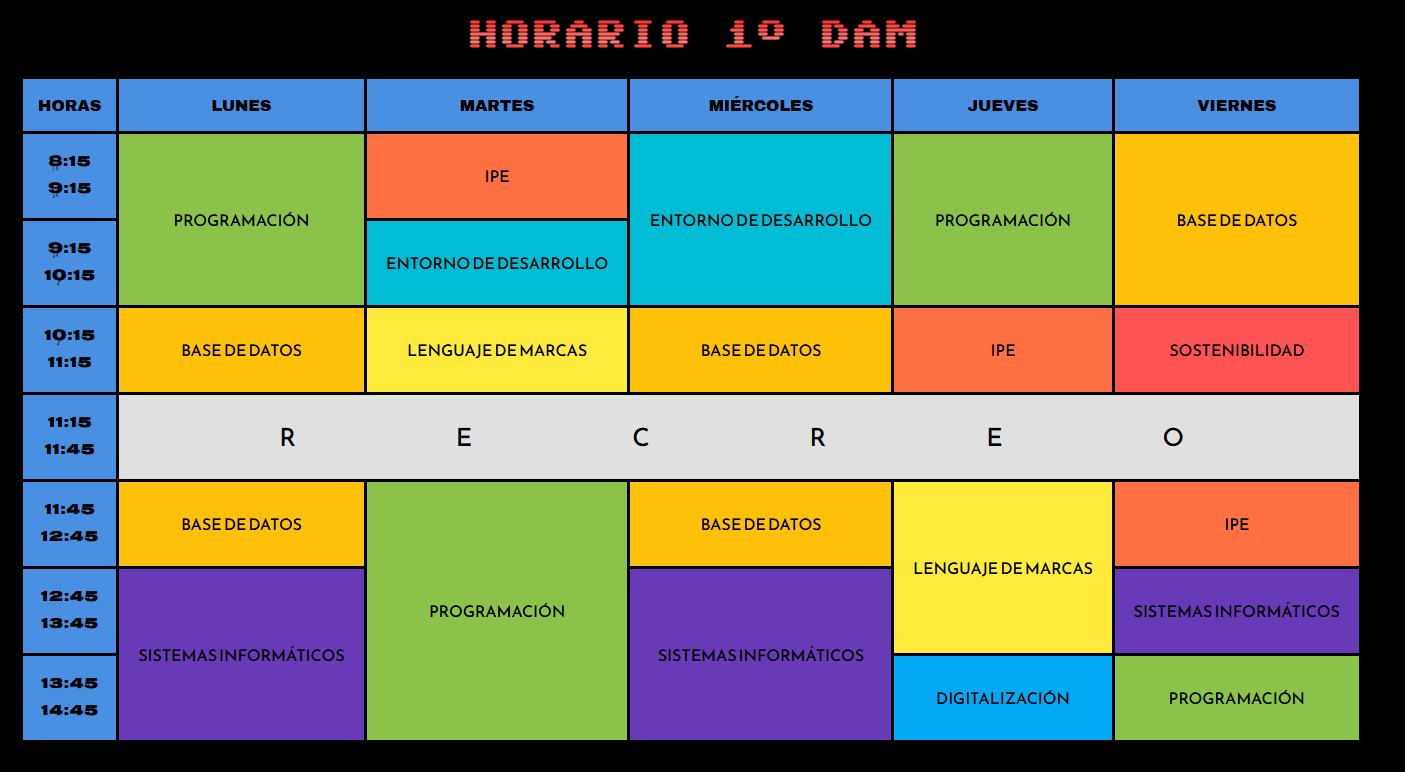 HORARIO 1º DAM
HORAS LUNES MARTES MIÉRCOLES JUEVES VIERNES
8:15
9:15
PROGRAMACIÓN IPE ENTORNO DE DESARROLLO PROGRAMACIÓN BASE DE DATOS
9:15
10:15
ENTORNO DE DESARROLLO
10:15
11:15
BASE DE DATOS LENGUAJE DE MARCAS BASE DE DATOS IPE SOSTENIBILIDAD
11:15
11:45
R E C R E O
11:45
12:45
BASE DE DATOS PROGRAMACIÓN BASE DE DATOS LENGUAJE DE MARCAS IPE
12:45
13:45
SISTEMAS INFORMÁTICOS SISTEMAS INFORMÁTICOS SISTEMAS INFORMÁTICOS
13:45
14:45
DIGITALIZACIÓN PROGRAMACIÓN